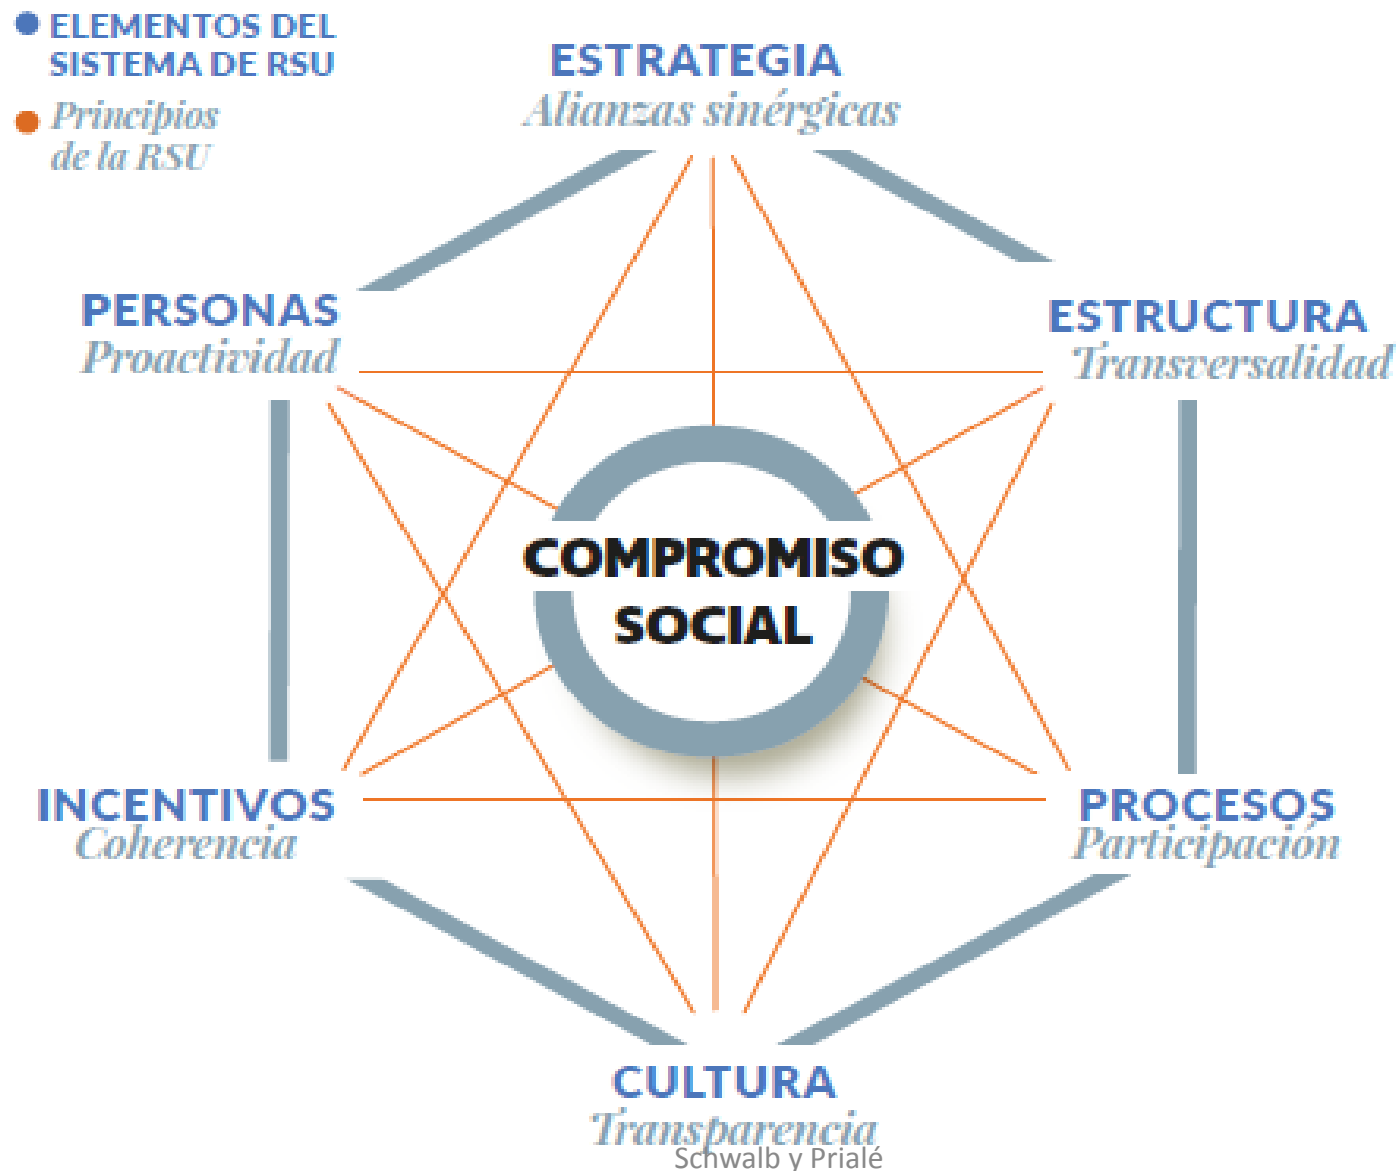 ELEMENTOS DEL
SISTEMA DE RSU
Principios
de la RSU
ESTRATEGIA
Alianzas sinérgicas
PERSONAS
Proactividad
ESTRUCTURA
Transversalidad
COMPROMISO
SOCIAL
INCENTIVOS
Coherencia
PROCESOS
Participación
CULTURA
Transparencia
Schwalb y Prialé